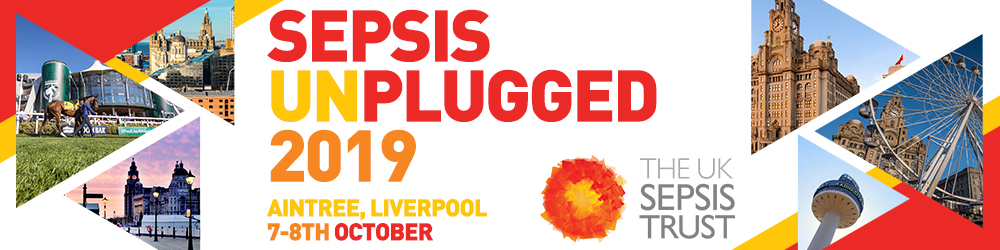 SEPSIS
UNPLUGGED
2019
AINTREE, LIVERPOOL
7-8TH OCTOBER
THE UK
SEPSIS
TRUST